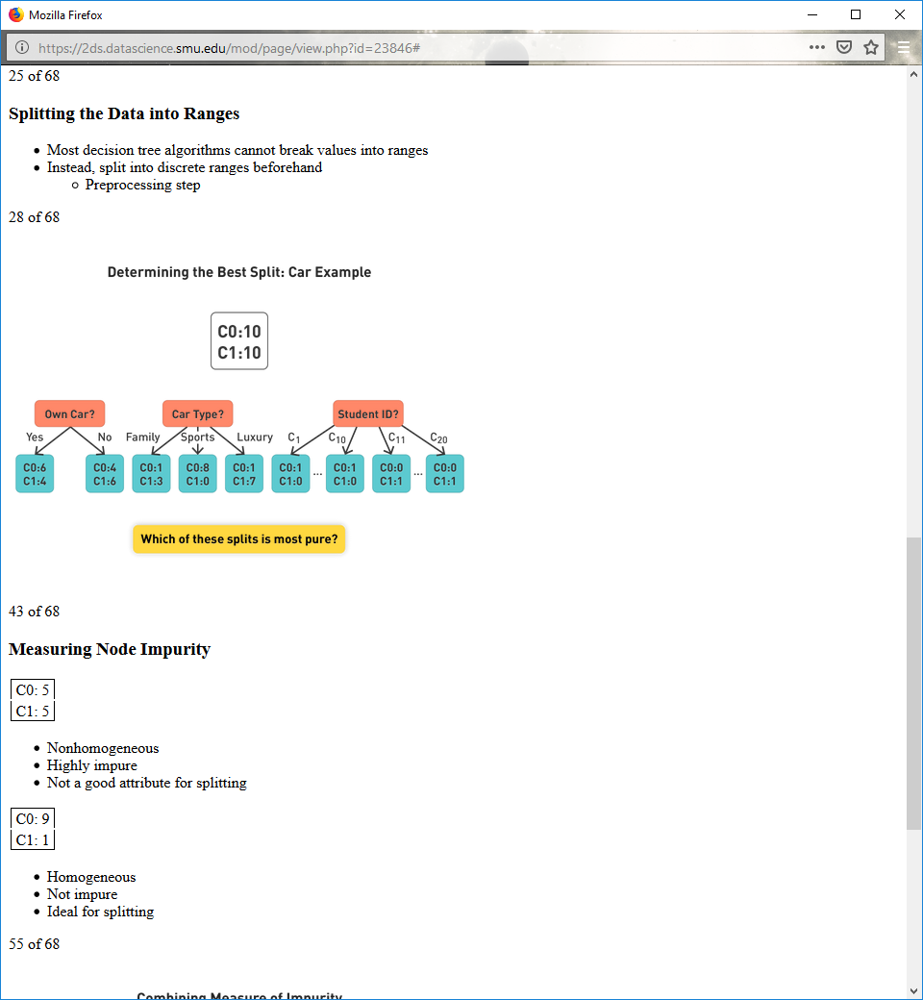 Mozilla Firefox
https://2ds.datascience.smu.edu/mod/page/view.php?id=23846#
25 of 68
Splitting the Data into Ranges
Most decision tree algorithms cannot break values into ranges
Instead, split into discrete ranges beforehand
Preprocessing step
28 of 68
Determining the Best Split: Car Example
C0:10
C1:10
Own Car? Car Type? Student ID?
Yes No Family Sports Luxury C1 C10 C11 C20
C0:6 C0:4 C0:1 C0:8 C0:1 C0:1 ... C0:1 C0:0 ... C0:0
C1:4 C1:6 C1:3 C1:0 C1:7 C1:0 C1:0 C1:1 C1:1
Which of these splits is most pure?
43 of 68
Measuring Node Impurity
C0: 5
C1: 5
Nonhomogeneous
Highly impure
Not a good attribute for splitting
C0: 9
C1: 1
Homogeneous
Not impure
Ideal for splitting
55 of 68
Combining Measure of Impurity